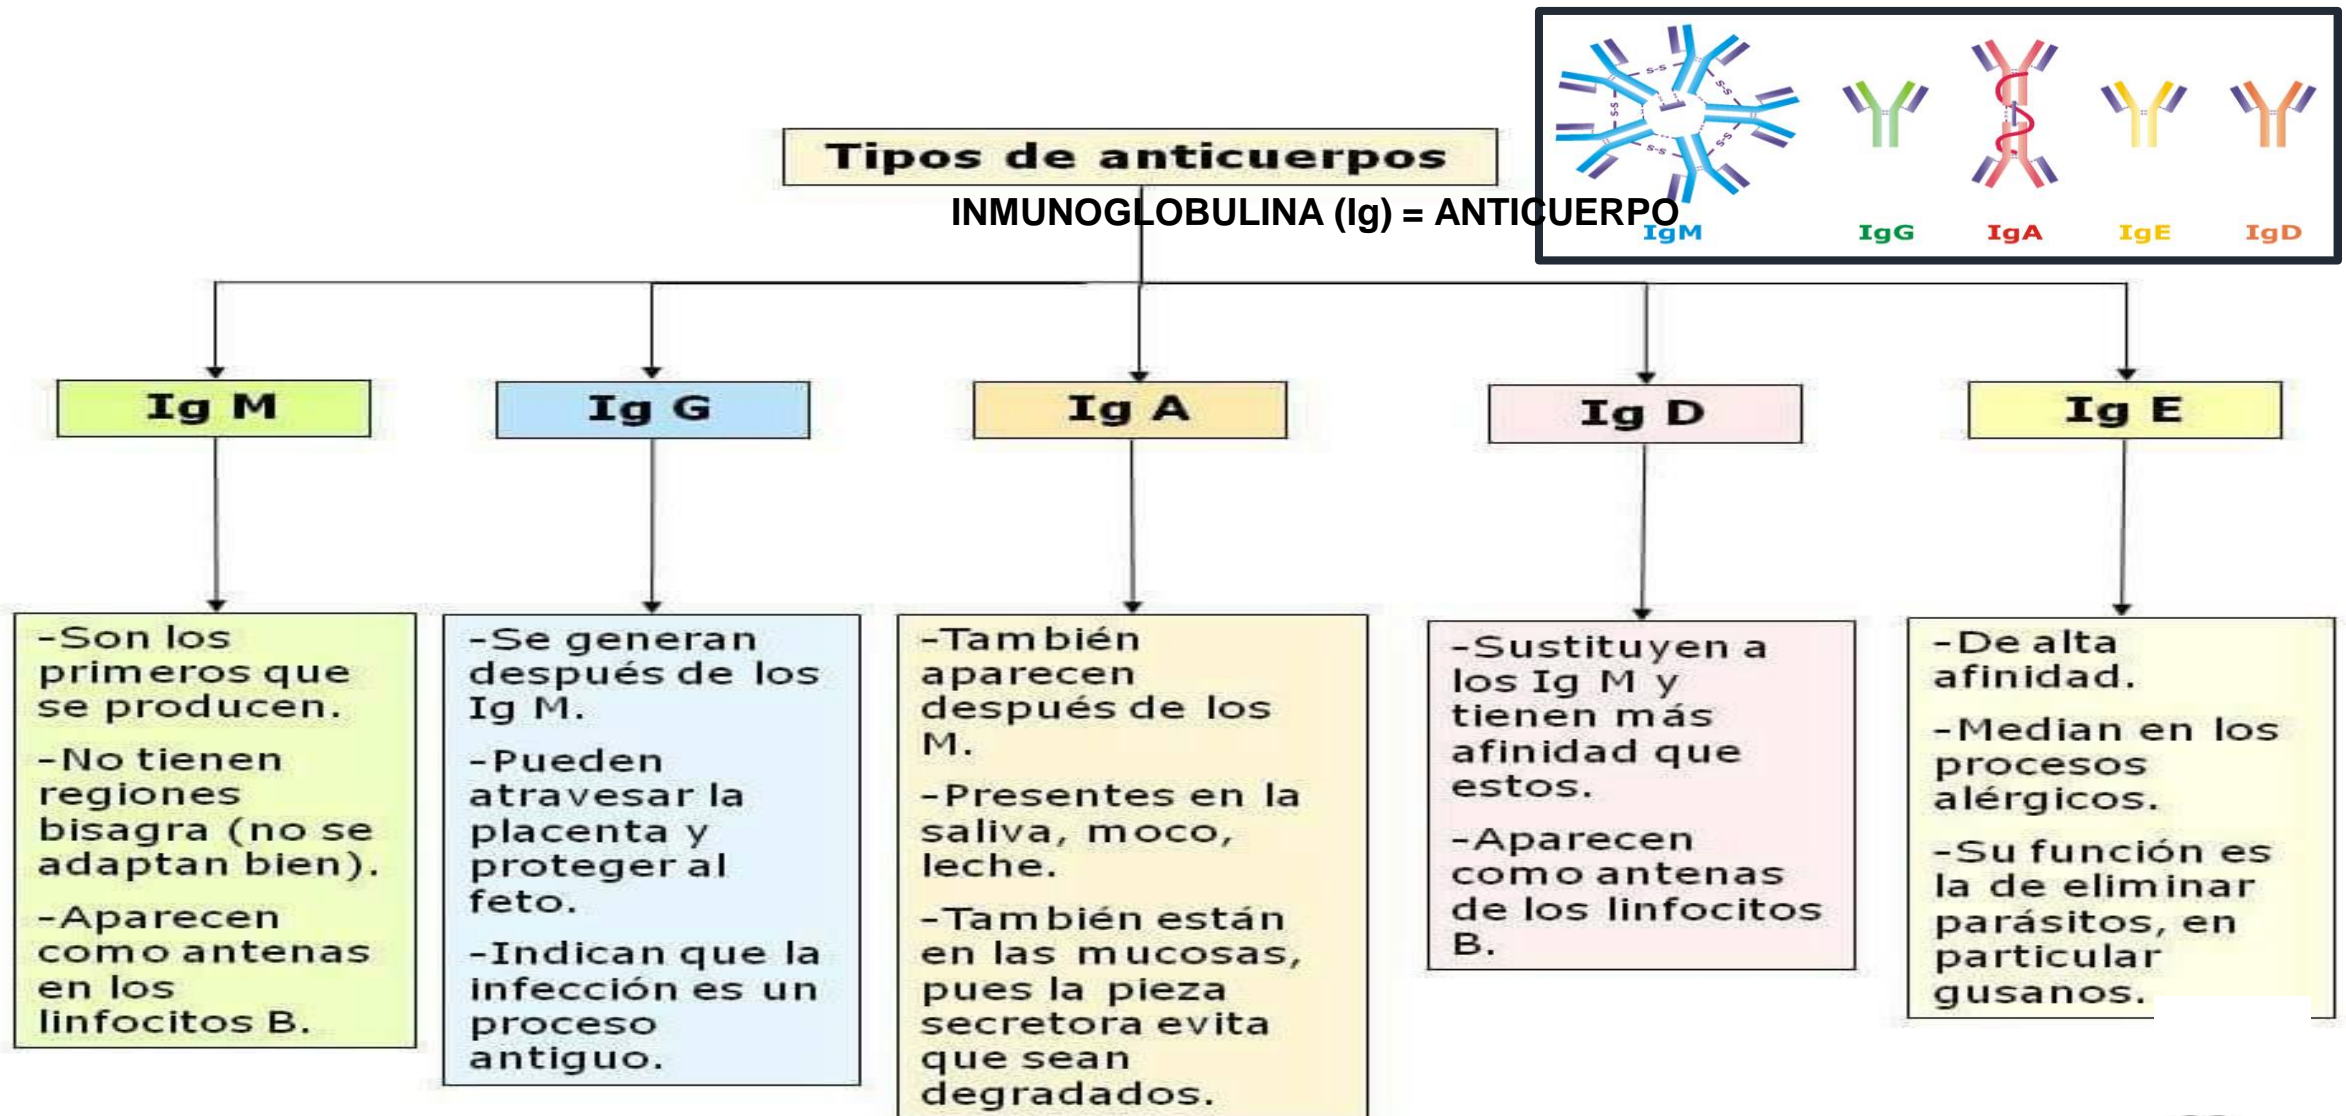 Tipos de anticuerpos
INMUNOGLOBULINA (Ig) = ANTICUERPO
s-s
s-s
s-s
s-s
s-s
IgM
IgG
IgA
IgE
IgD
Ig M
Ig G
Ig A
Ig D
Ig E
-Son los
primeros que
se producen.
-No tienen
regiones
bisagra (no se
adaptan bien).
-Aparecen
como antenas
en los
linfocitos B.
-Se generan
después de los
Ig M.
-Pueden
atravesar la
placenta y
proteger al
feto.
-Indican que la
infección es un
proceso
antiguo.
-También
aparecen
después de los
M.
-Presentes en la
saliva, moco,
leche.
-También están
en las mucosas,
pues la pieza
secretora evita
que sean
degradados.
-Sustituyen a
los Ig M y
tienen más
afinidad que
estos.
-Aparecen
como antenas
de los linfocitos
B.
-De alta
afinidad.
-Median en los
procesos
alérgicos.
-Su función es
la de eliminar
parásitos, en
particular
gusanos.